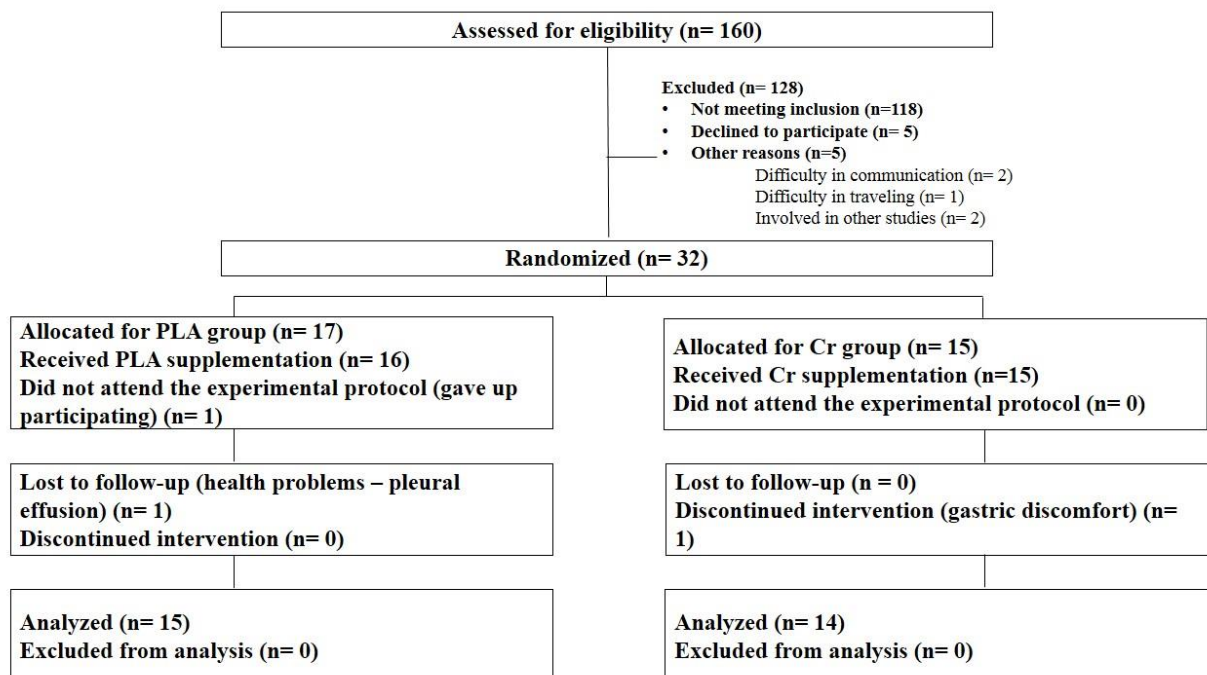 Assessed for eligibility (n= 160)
Excluded (n= 128)
• Not meeting inclusion (n=118)
• Declined to participate (n= 5)
• Other reasons (n=5)
Difficulty in communication (n= 2)
Difficulty in traveling (n= 1)
Involved in other studies (n= 2)
Randomized (n= 32)
Allocated for PLA group (n= 17)
Received PLA supplementation (n= 16)
Did not attend the experimental protocol (gave up
participating) (n= 1)
Allocated for Cr group (n= 15)
Received Cr supplementation (n=15)
Did not attend the experimental protocol (n= 0)
Lost to follow-up (health problems – pleural
effusion) (n= 1)
Discontinued intervention (n= 0)
Lost to follow-up (n = 0)
Discontinued intervention (gastric discomfort) (n=
1)
Analyzed (n= 15)
Excluded from analysis (n= 0)
Analyzed (n= 14)
Excluded from analysis (n= 0)